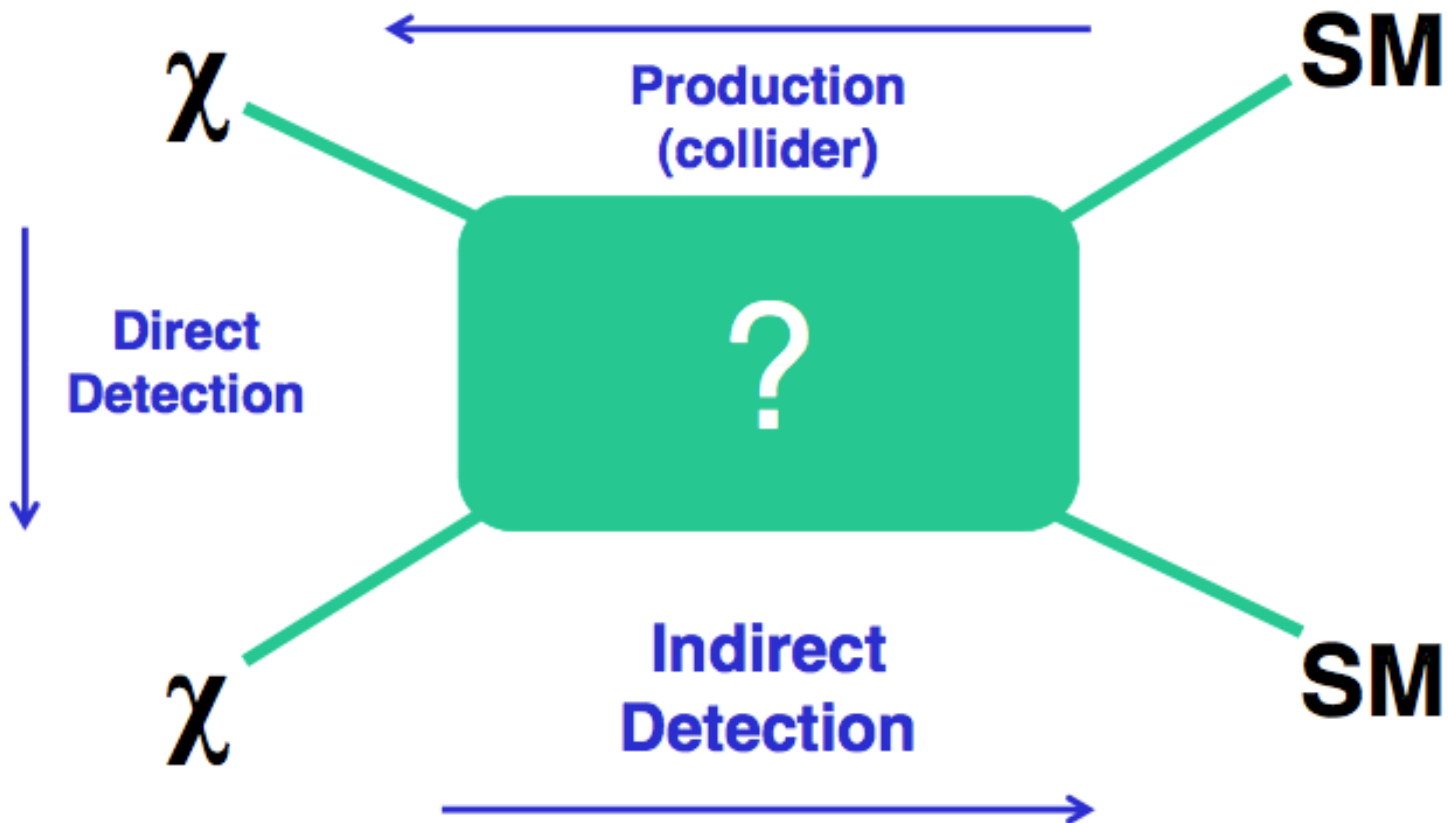 χ
SM
Production
(collider)
Direct
Detection
?
Indirect
Detection
χ
SM